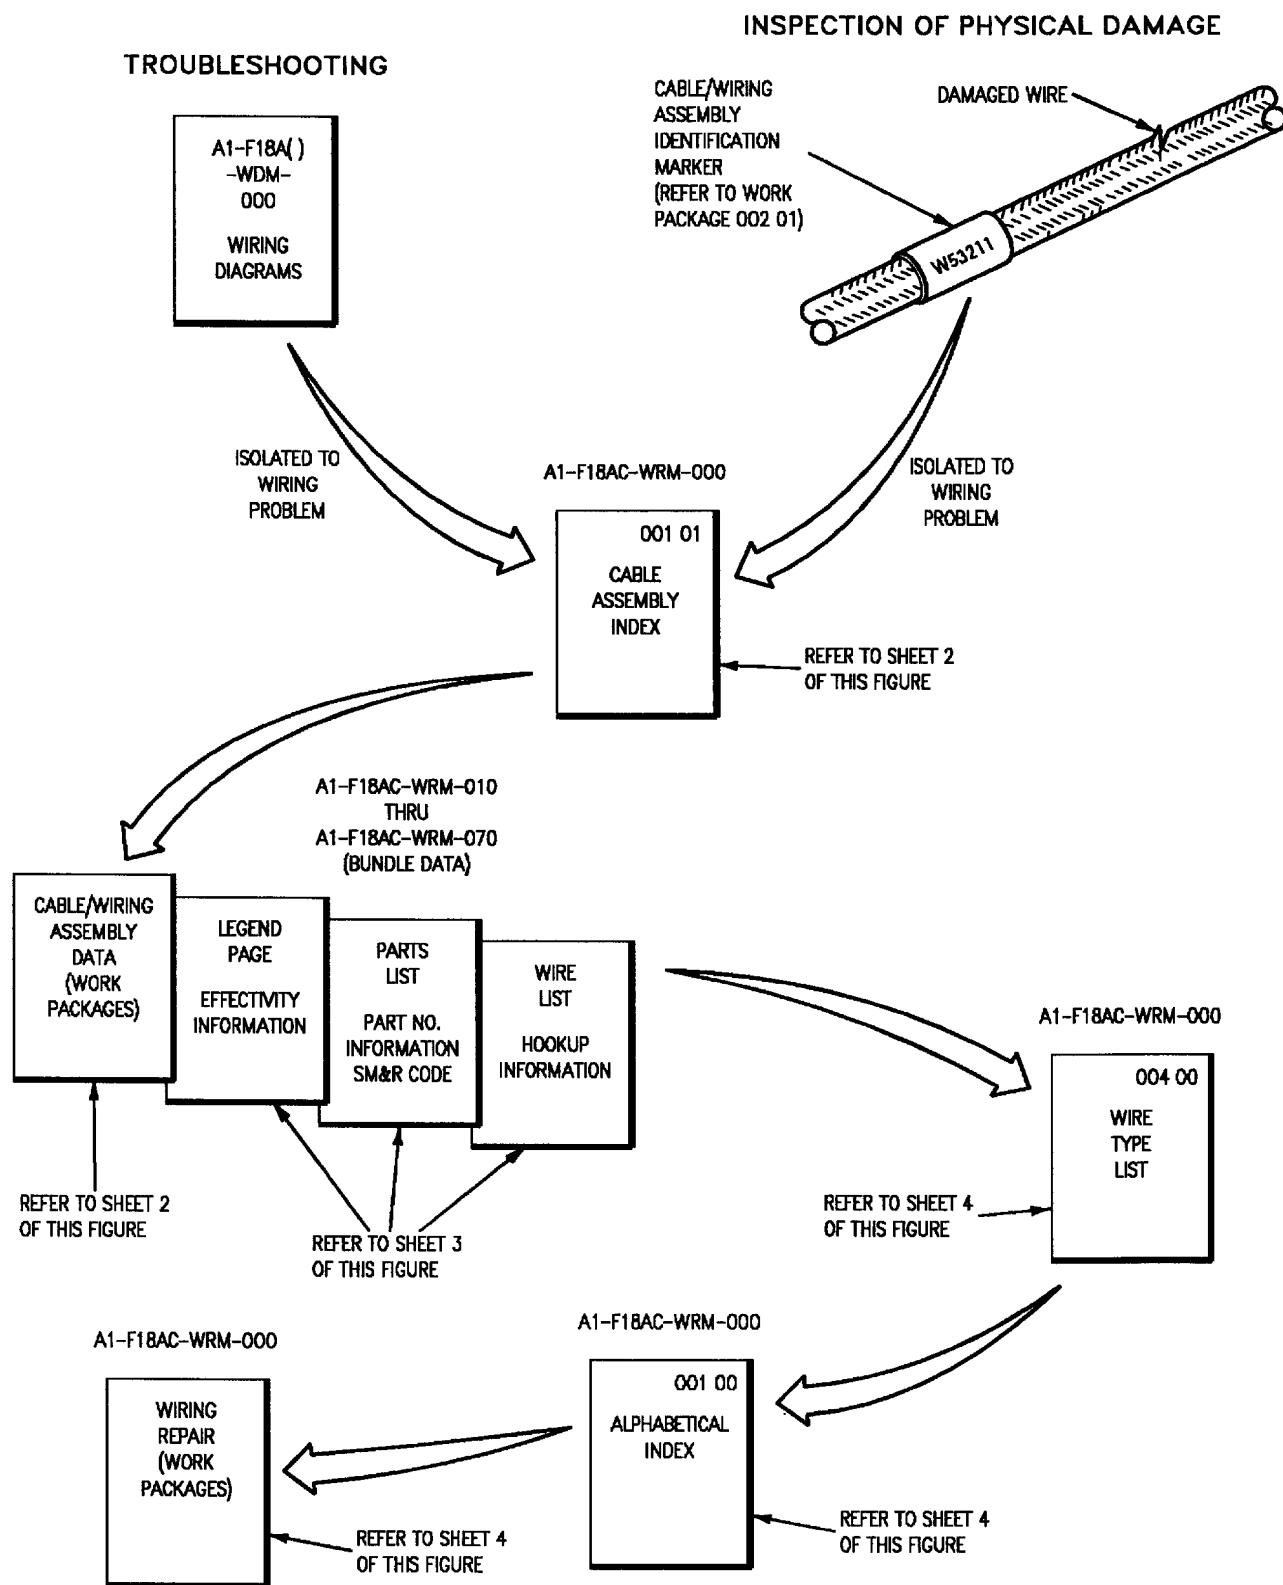 INSPECTION OF PHYSICAL DAMAGE
TROUBLESHOOTING
A1-F18A( )
-WDM-
000
WIRING
DIAGRAMS
CABLE/WIRING
ASSEMBLY
IDENTIFICATION
MARKER
(REFER TO WORK
PACKAGE 002 01)
DAMAGED WIRE
W53211
ISOLATED TO
WIRING
PROBLEM
A1-F18AC-WRM-000
ISOLATED TO
WIRING
PROBLEM
001 01
CABLE
ASSEMBLY
INDEX
REFER TO SHEET 2
OF THIS FIGURE
A1-F18AC-WRM-010
THRU
A1-F18AC-WRM-070
(BUNDLE DATA)
CABLE/WIRING
ASSEMBLY
DATA
(WORK
PACKAGES)
LEGEND
PAGE
EFFECTIVITY
INFORMATION
PARTS
LIST
PART NO.
INFORMATION
SM&R CODE
WIRE
LIST
HOOKUP
INFORMATION
REFER TO SHEET 2
OF THIS FIGURE
REFER TO SHEET 3
OF THIS FIGURE
A1-F18AC-WRM-000
004 00
WIRE
TYPE
LIST
REFER TO SHEET 4
OF THIS FIGURE
A1-F18AC-WRM-000
001 00
ALPHABETICAL
INDEX
REFER TO SHEET 4
OF THIS FIGURE
A1-F18AC-WRM-000
WIRING
REPAIR
(WORK
PACKAGES)
REFER TO SHEET 4
OF THIS FIGURE